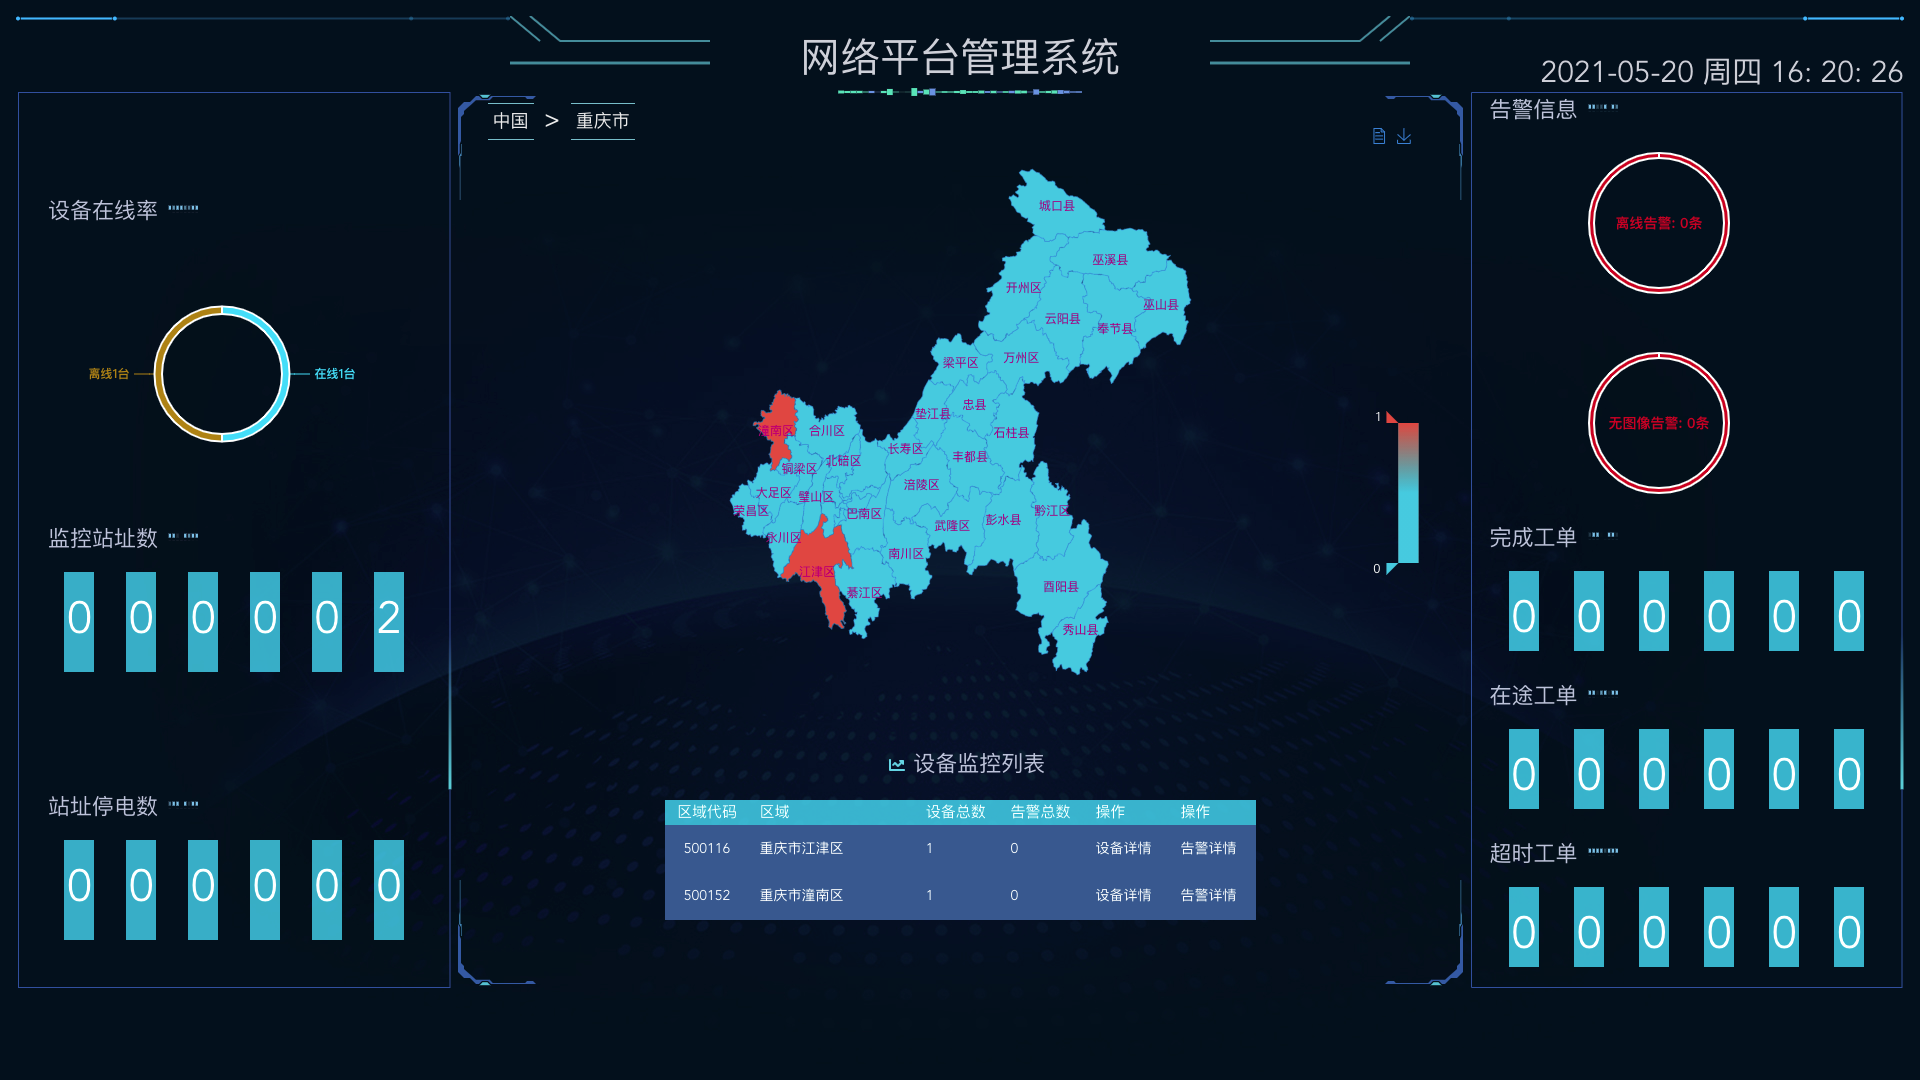 网络平台管理系统
2021-05-20 周四 16: 20: 26
中国 > 重庆市
设备在线率
离线1台
在线1台
监控站址数
0 0 0 0 0 2
站址停电数
0 0 0 0 0 0
城口县
巫溪县
开州区
巫山县
云阳县
奉节县
万州区
梁平区
忠县
垫江县
石柱县
潼南区
合川区
长寿区
丰都县
北碚区
铜梁区
涪陵区
大足区
璧山区
荣昌区
巴南区
黔江区
彭水县
武隆区
永川区
南川区
江津区
綦江区
酉阳县
秀山县
1
0
设备监控列表
区域代码 区域 设备总数 告警总数 操作 操作
500116 重庆市江津区 1 0 设备详情 告警详情
500152 重庆市潼南区 1 0 设备详情 告警详情
告警信息
离线告警: 0条
无图像告警: 0条
完成工单
0 0 0 0 0 0
在途工单
0 0 0 0 0 0
超时工单
0 0 0 0 0 0